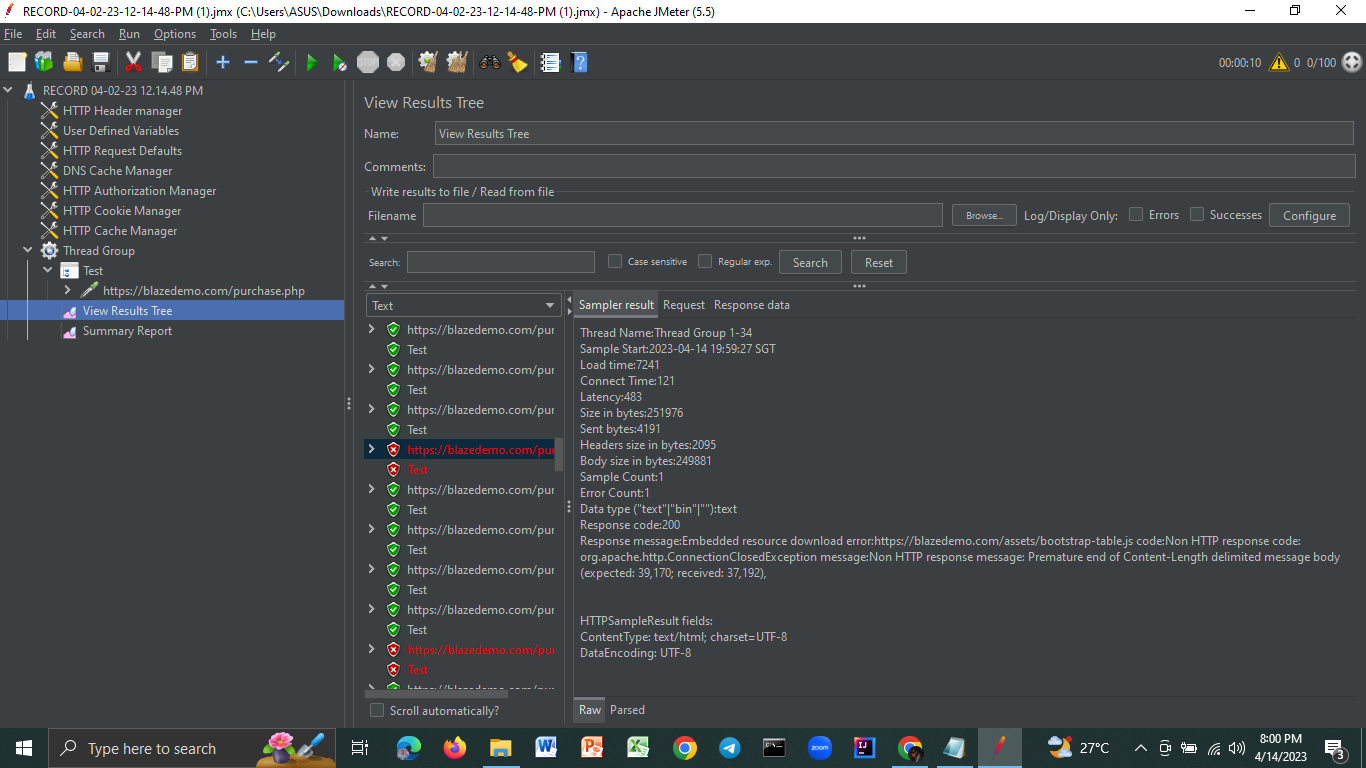 RECORD-04-02-23-12-14-48-PM (1).jmx (C:\Users\ASUS\Downloads\RECORD-04-02-23-12-14-48-PM (1).jmx) - Apache JMeter (5.5)
File Edit Search Run Options Tools Help
STOP 00:00:10 0 0/100
RECORD 04-02-23 12.14.48 PM
HTTP Header manager
User Defined Variables
HTTP Request Defaults
DNS Cache Manager
HTTP Authorization Manager
HTTP Cookie Manager
HTTP Cache Manager
Thread Group
Test
https://blazedemo.com/purchase.php
View Results Tree
Summary Report
View Results Tree
Name: View Results Tree
Comments:
Write results to file / Read from file
Filename Browse... Log/Display Only: Errors Successes Configure
Search: Case sensitive Regular exp. Search Reset
Text
https://blazedemo.com/pur
Test
https://blazedemo.com/pur
Test
https://blazedemo.com/pur
Test
https://blazedemo.com/pur
Test
https://blazedemo.com/pur
Test
https://blazedemo.com/pur
Test
https://blazedemo.com/pur
Test
https://blazedemo.com/pur
Test
https://blazedemo.com/pur
Test
https://blazedemo.com/pur
Scroll automatically?
Sampler result Request Response data
Thread Name:Thread Group 1-34
Sample Start:2023-04-14 19:59:27 SGT
Load time:7241
Connect Time:121
Latency:483
Size in bytes:251976
Sent bytes:4191
Headers size in bytes:2095
Body size in bytes:249881
Sample Count:1
Error Count:1
Data type ("text"|"bin"|""):text
Response code:200
Response message:Embedded resource download error:https://blazedemo.com/assets/bootstrap-table.js code:Non HTTP response code:
org.apache.http.ConnectionClosedException message:Non HTTP response message: Premature end of Content-Length delimited message body
(expected: 39,170; received: 37,192),
HTTPSampleResult fields:
ContentType: text/html; charset=UTF-8
DataEncoding: UTF-8
Raw Parsed
Type here to search
zoom
27°C
8:00 PM
4/14/2023
3